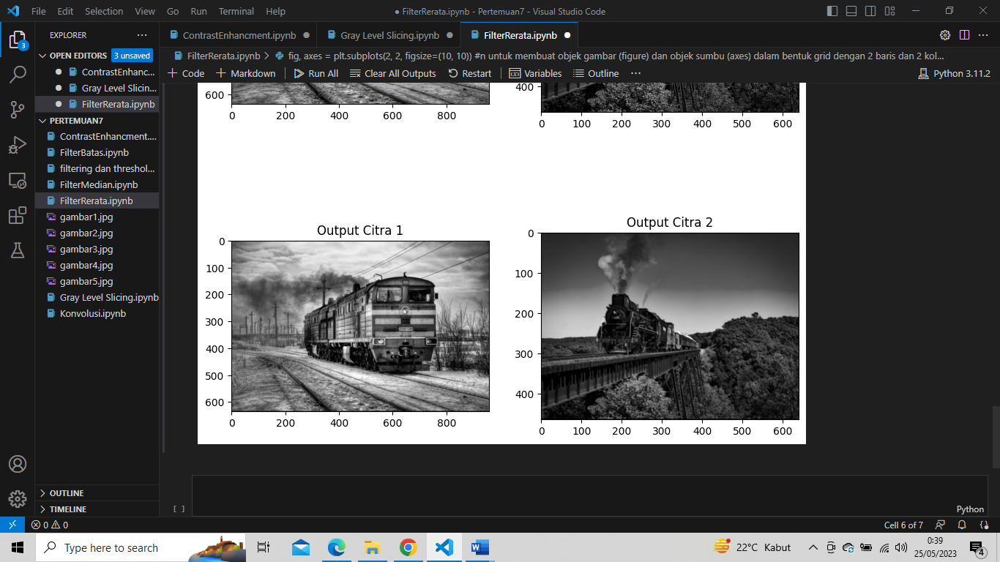 File Edit Selection View Go Run Terminal Help
● FilterRerata.ipynb - Pertemuan7 - Visual Studio Code
EXPLORER
OPEN EDITORS 3 unsaved
ContrastEnhanc...
Gray Level Slicin...
FilterRerata.ipynb
PERTEMUAN7
ContrastEnhancment....
FilterBatas.ipynb
filtering dan threshol...
FilterMedian.ipynb
FilterRerata.ipynb
gambar1.jpg
gambar2.jpg
gambar3.jpg
gambar4.jpg
gambar5.jpg
Gray Level Slicing.ipynb
Konvolusi.ipynb
OUTLINE
TIMELINE
3
ContrastEnhancment.ipynb
Gray Level Slicing.ipynb
FilterRerata.ipynb
FilterRerata.ipynb > fig, axes = plt.subplots(2, 2, figsize=(10, 10)) #n untuk membuat objek gambar (figure) dan objek sumbu (axes) dalam bentuk grid dengan 2 baris dan 2 kol...
+ Code + Markdown Run All Clear All Outputs Restart Variables Outline ... Python 3.11.2
600
0 200 400 600 800
400
0 100 200 300 400 500 600
Output Citra 1
0
100
200
300
400
500
600
0 200 400 600 800
Output Citra 2
0
100
200
300
400
0 100 200 300 400 500 600
[ ]
Python
0 0
Cell 6 of 7
Type here to search
22°C Kabut
0:39
25/05/2023
4